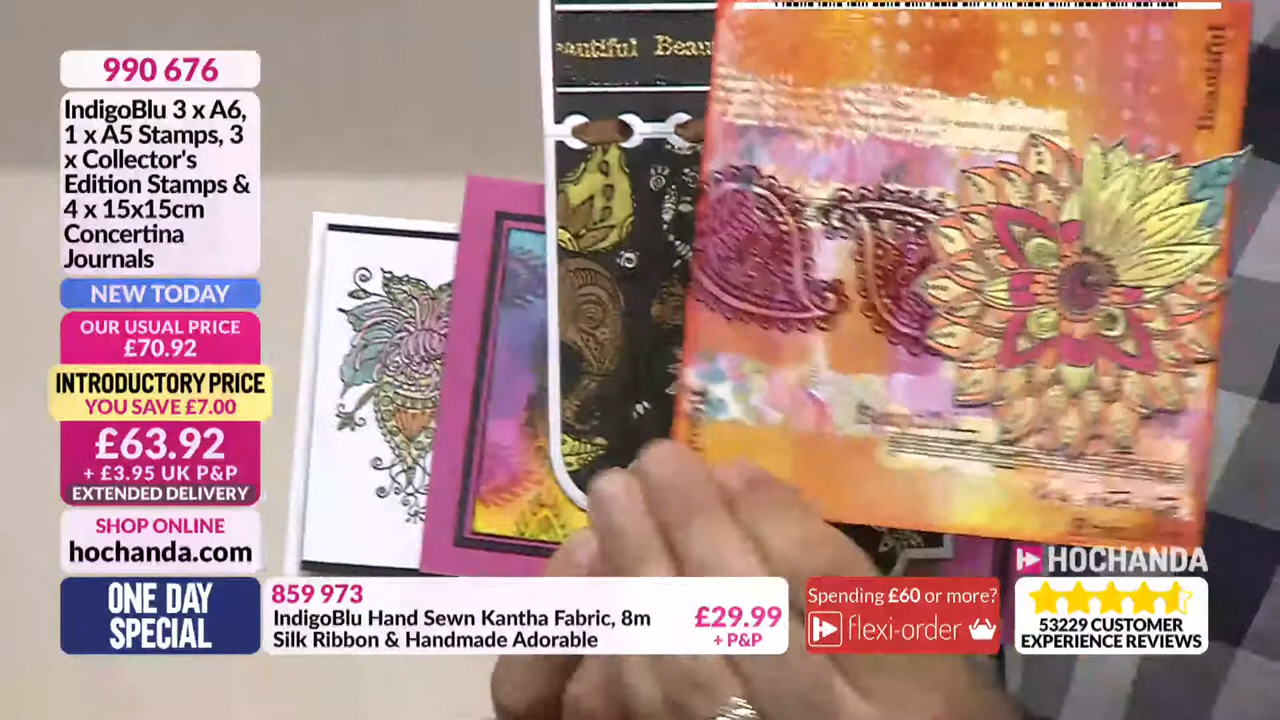 990 676
IndigoBlu 3 x A6,
1 x A5 Stamps, 3
x Collector's
Edition Stamps &
4 x 15x15cm
Concertina
Journals
NEW TODAY
OUR USUAL PRICE
£70.92
INTRODUCTORY PRICE
YOU SAVE £7.00
£63.92
+ £3.95 UK P&P
EXTENDED DELIVERY
SHOP ONLINE
hochanda.com
ONE DAY
SPECIAL
859 973
IndigoBlu Hand Sewn Kantha Fabric, 8m
Silk Ribbon & Handmade Adorable
£29.99
+ P&P
Spending £60 or more?
flexi-order
HOCHANDA
53229 CUSTOMER
EXPERIENCE REVIEWS
Beautiful